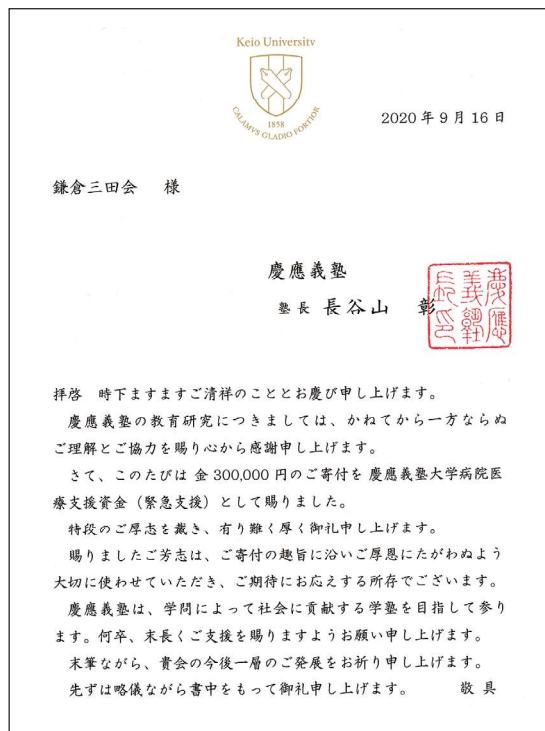 Keio University
1858
CALAMVS GLADIO FORTIOR
2020年9月16日
鎌倉三田会 様
慶應義塾
塾長 長谷山 彰
慶應義塾長印
拝啓 時下ますますご清祥のこととお慶び申し上げます。
慶應義塾の教育研究につきましては、かねてから一方ならぬ
ご理解とご協力を賜り心から感謝申し上げます。
さて、このたびは 金300,000円のご寄付を 慶應義塾大学病院医
療支援資金（緊急支援）として賜りました。
特段のご厚志を戴き、有り難く厚く御礼申し上げます。
賜りましたご芳志は、ご寄付の趣旨に沿いご厚恩にたがわぬよう
大切に使わせていただき、ご期待にお応えする所存でございます。
慶應義塾は、学問によって社会に貢献する学塾を目指して参り
ます。何卒、末長くご支援を賜りますようお願い申し上げます。
末筆ながら、貴会の今後一層のご発展をお祈り申し上げます。
先ずは略儀ながら書中をもって御礼申し上げます。 敬具